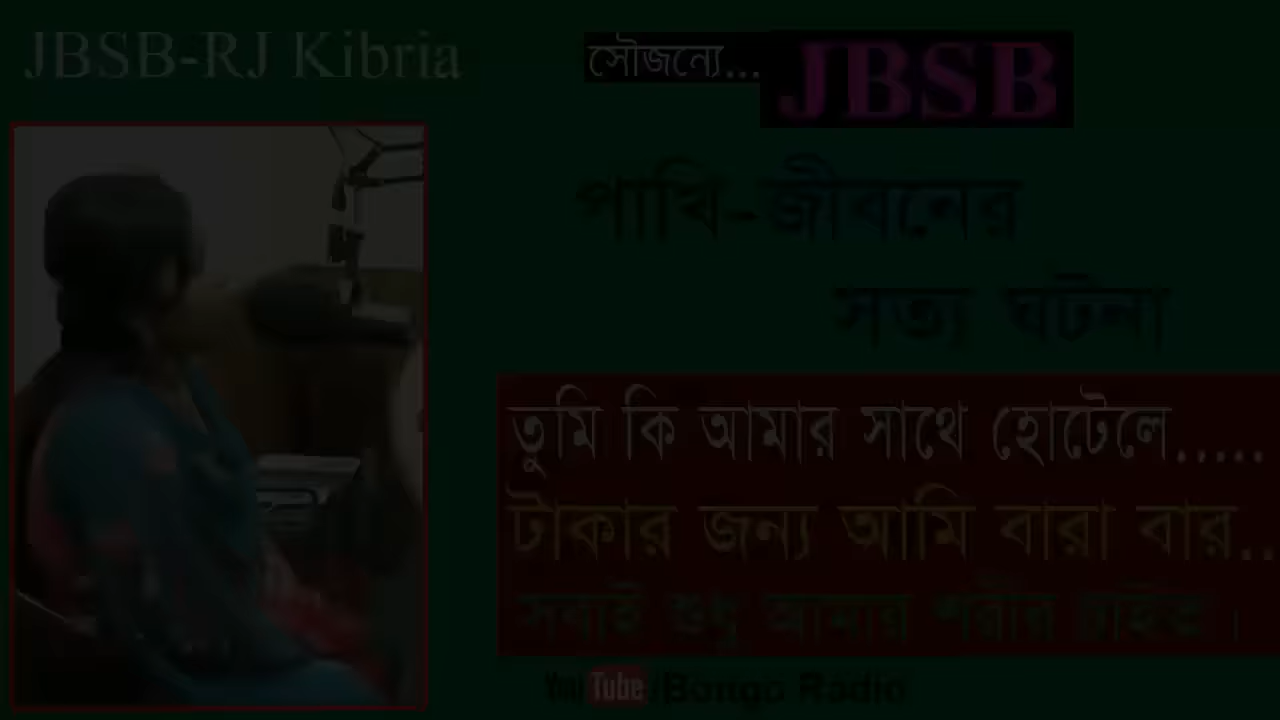 JBSB-RJ Kibria
সৌজন্যে... JBSB
পাখি-জীবনের
সত্য ঘটনা
তুমি কি আমার সাথে হোটেলে.....
টাকার জন্য আমি বারা বার..
সবাই শুধু আমার শরীর চাইত।
YouTube/Bongo Radio